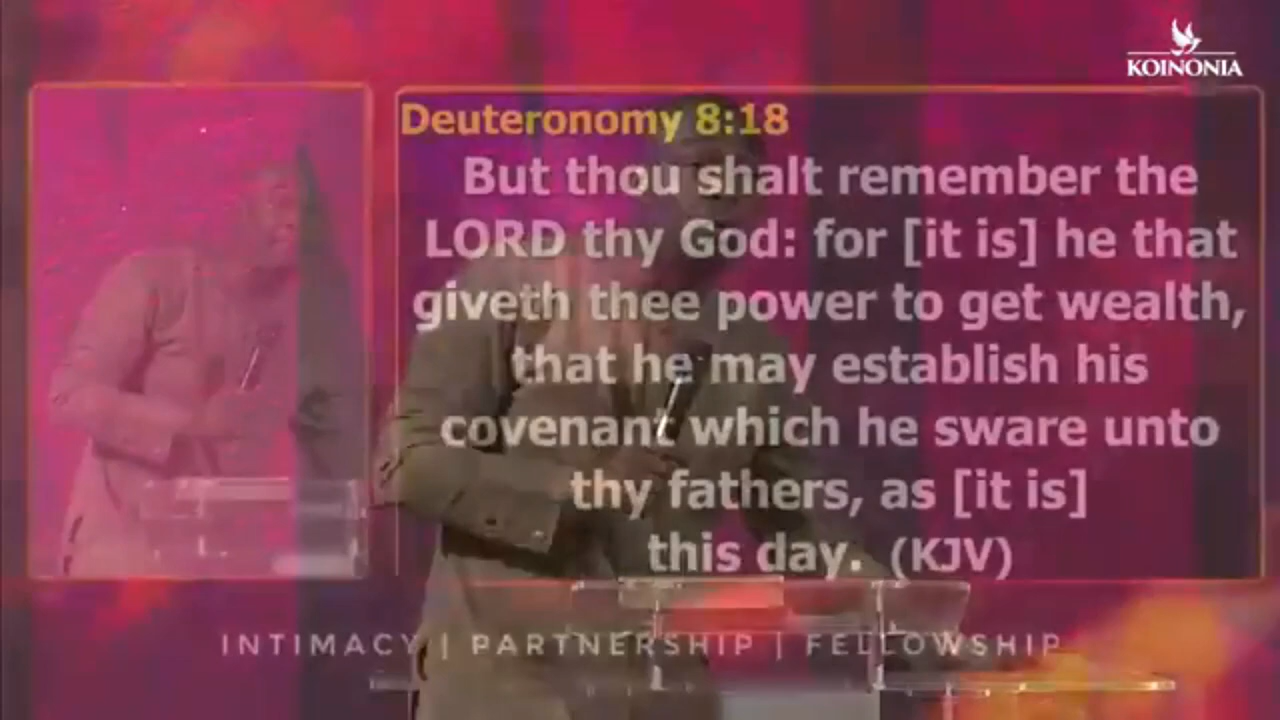 KOINONIA
Deuteronomy 8:18
But thou shalt remember the
LORD thy God: for [it is] he that
giveth thee power to get wealth,
that he may establish his
covenant which he sware unto
thy fathers, as [it is]
this day. (KJV)
INTIMACY | PARTNERSHIP | FELLOWSHIP